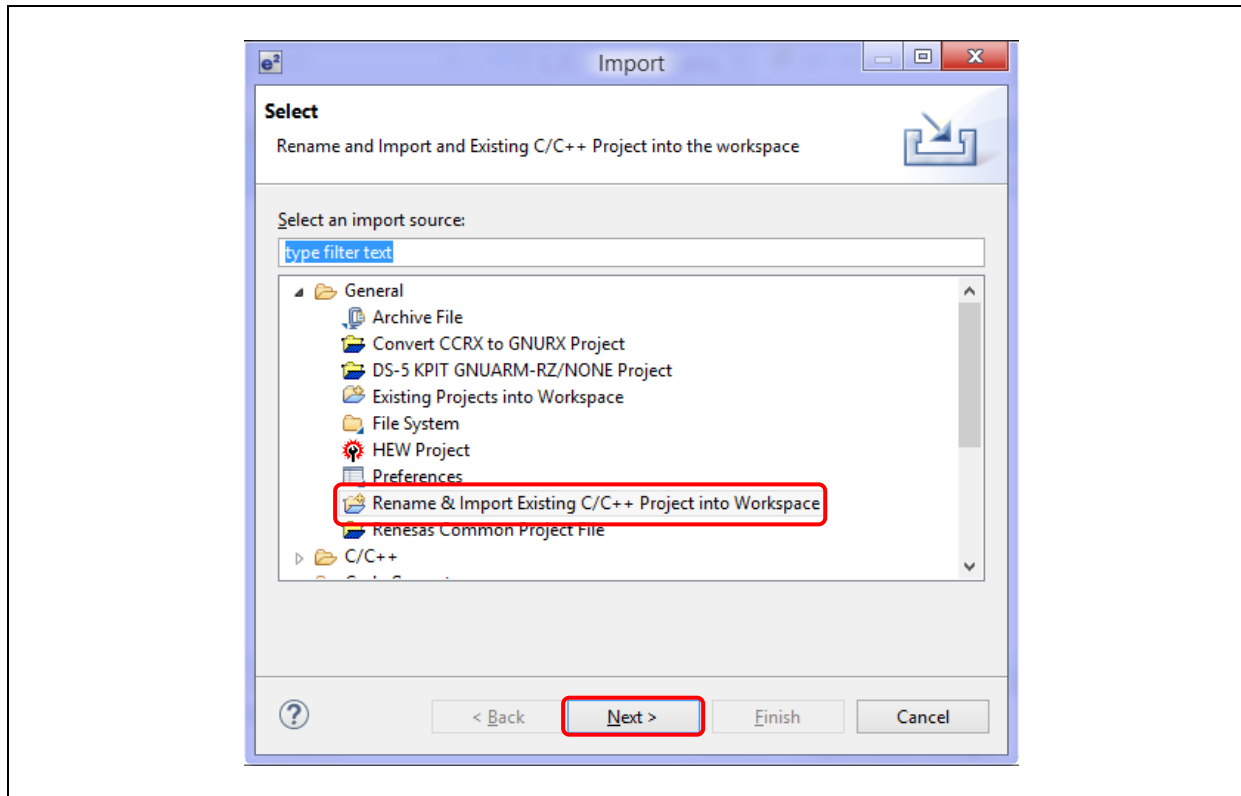 e²
Import
x
Select
Rename and Import and Existing C/C++ Project into the workspace
Select an import source:
type filter text
General
Archive File
Convert CCRX to GNURX Project
DS-5 KPIT GNUARM-RZ/NONE Project
Existing Projects into Workspace
File System
HEW Project
Preferences
Rename & Import Existing C/C++ Project into Workspace
Renesas Common Project File
C/C++
?
< Back
Next >
Finish
Cancel